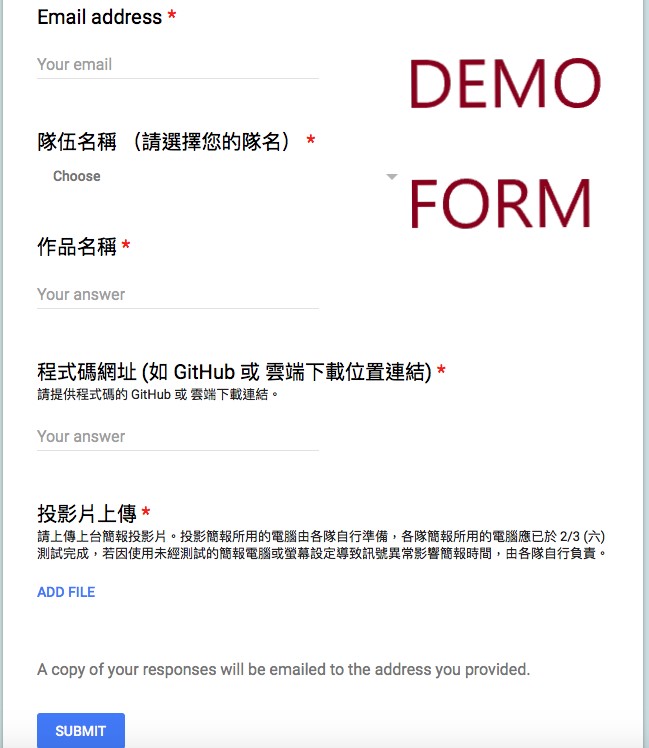 Email address *
Your email
DEMO
隊伍名稱 （請選擇您的隊名） *
Choose
FORM
作品名稱 *
Your answer
程式碼網址 (如 GitHub 或 雲端下載位置連結) *
請提供程式碼的 GitHub 或 雲端下載連結。
Your answer
投影片上傳 *
請上傳上台簡報投影片。投影簡報所用的電腦由各隊自行準備，各隊簡報所用的電腦應已於 2/3 (六)
測試完成，若因使用未經測試的簡報電腦或螢幕設定導致訊號異常影響簡報時間，由各隊自行負責。
ADD FILE
A copy of your responses will be emailed to the address you provided.
SUBMIT